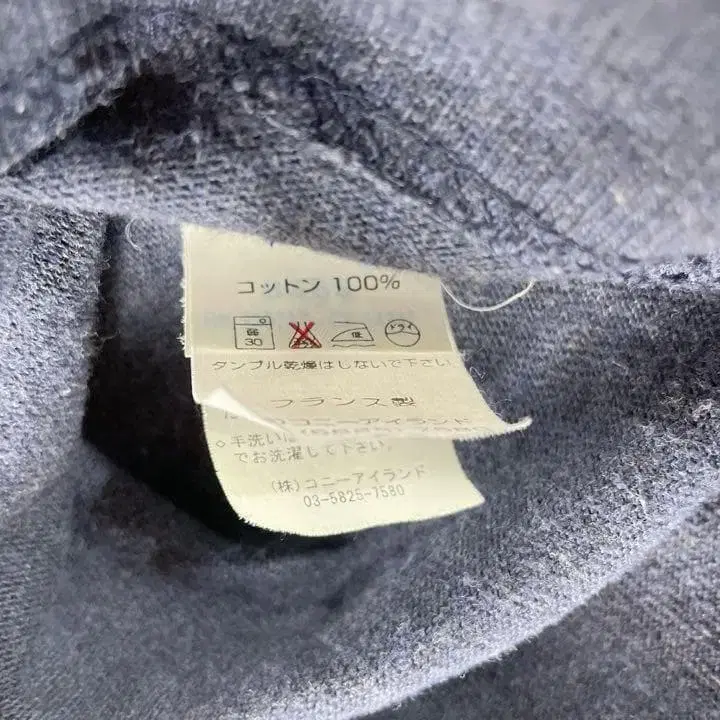 コットン 100%
弱 30 低 ドライ
タンブル乾燥はしないで下さい
フランス製
コニーアイランド
○手洗いは
でお洗濯して下さい。
(株)コニーアイランド
03-5825-7580